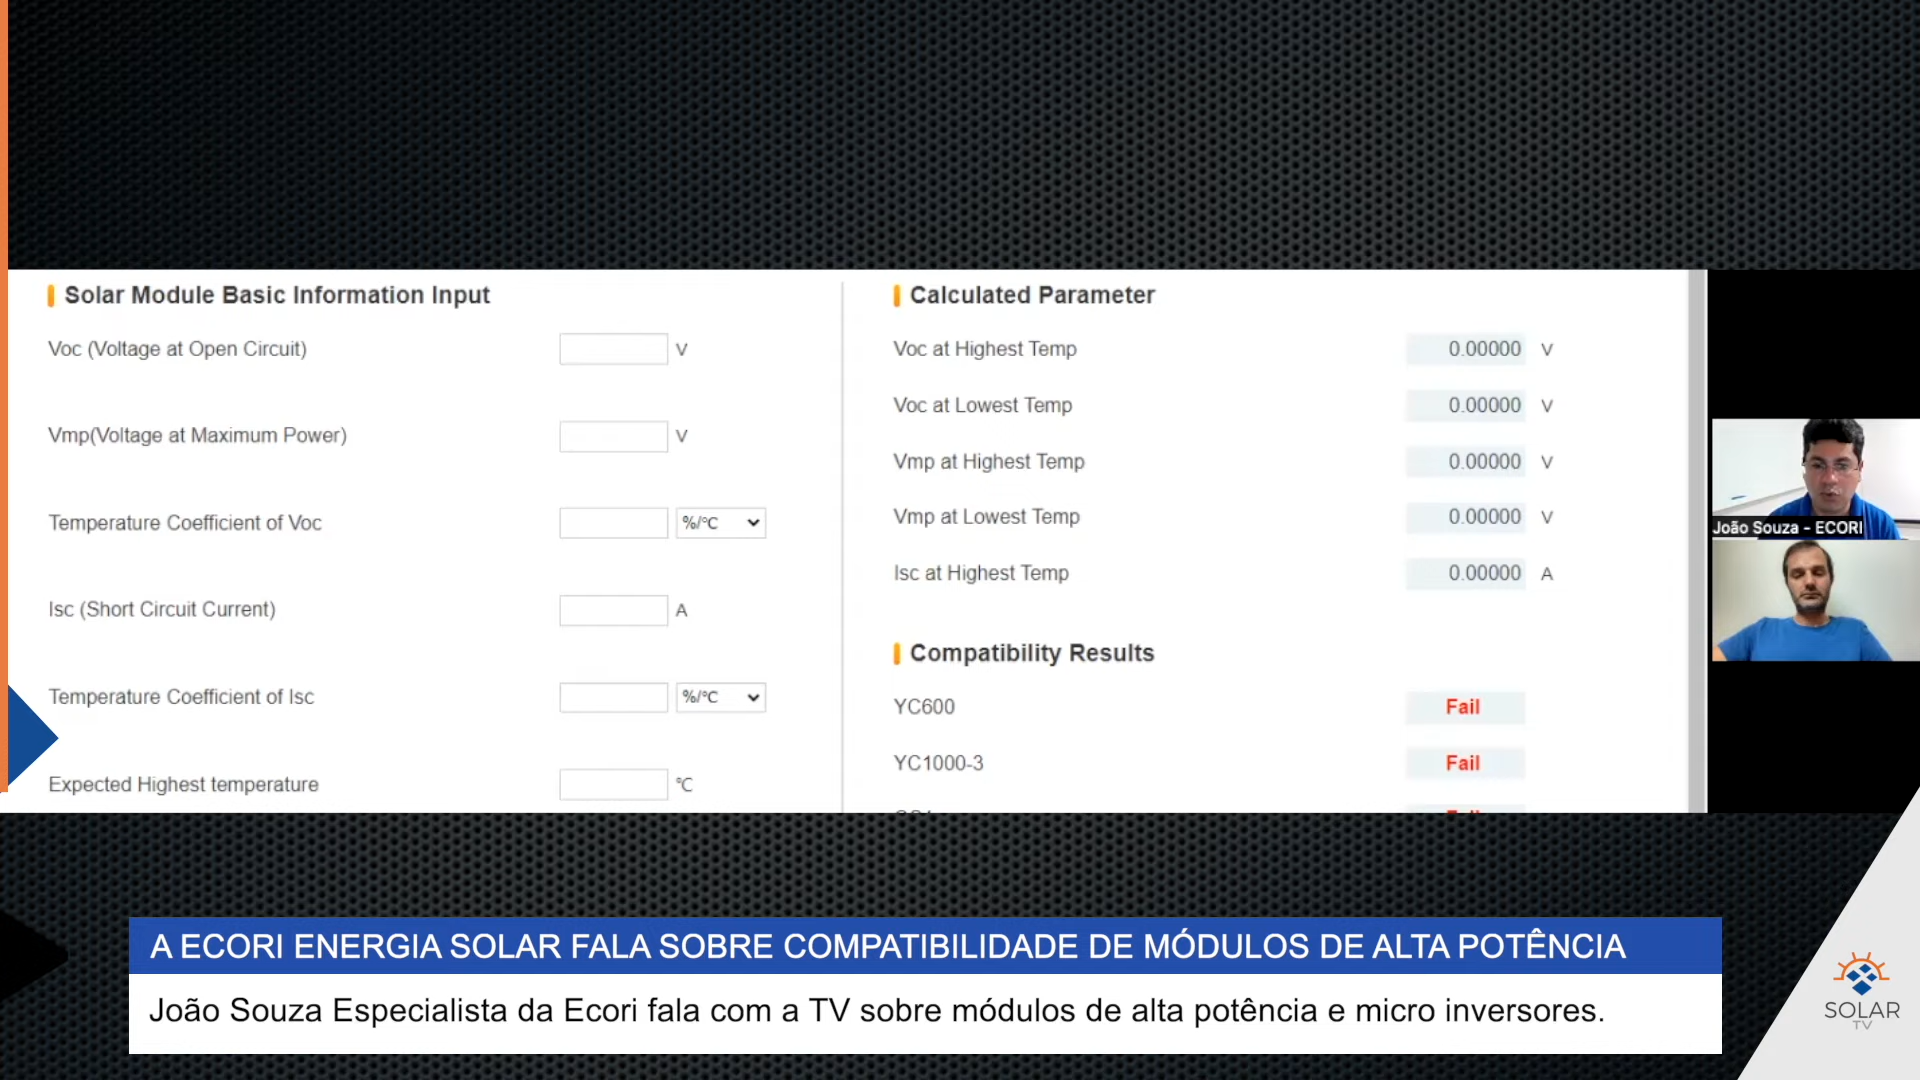 Solar Module Basic Information Input
Voc (Voltage at Open Circuit)
V
Vmp(Voltage at Maximum Power)
V
Temperature Coefficient of Voc
%/°C
Isc (Short Circuit Current)
A
Temperature Coefficient of Isc
%/°C
Expected Highest temperature
°C
Calculated Parameter
Voc at Highest Temp
0.00000 V
Voc at Lowest Temp
0.00000 V
Vmp at Highest Temp
0.00000 V
Vmp at Lowest Temp
0.00000 V
Isc at Highest Temp
0.00000 A
Compatibility Results
YC600
Fail
YC1000-3
Fail
João Souza - ECORI
A ECORI ENERGIA SOLAR FALA SOBRE COMPATIBILIDADE DE MÓDULOS DE ALTA POTÊNCIA
João Souza Especialista da Ecori fala com a TV sobre módulos de alta potência e micro inversores.
SOLAR
TV